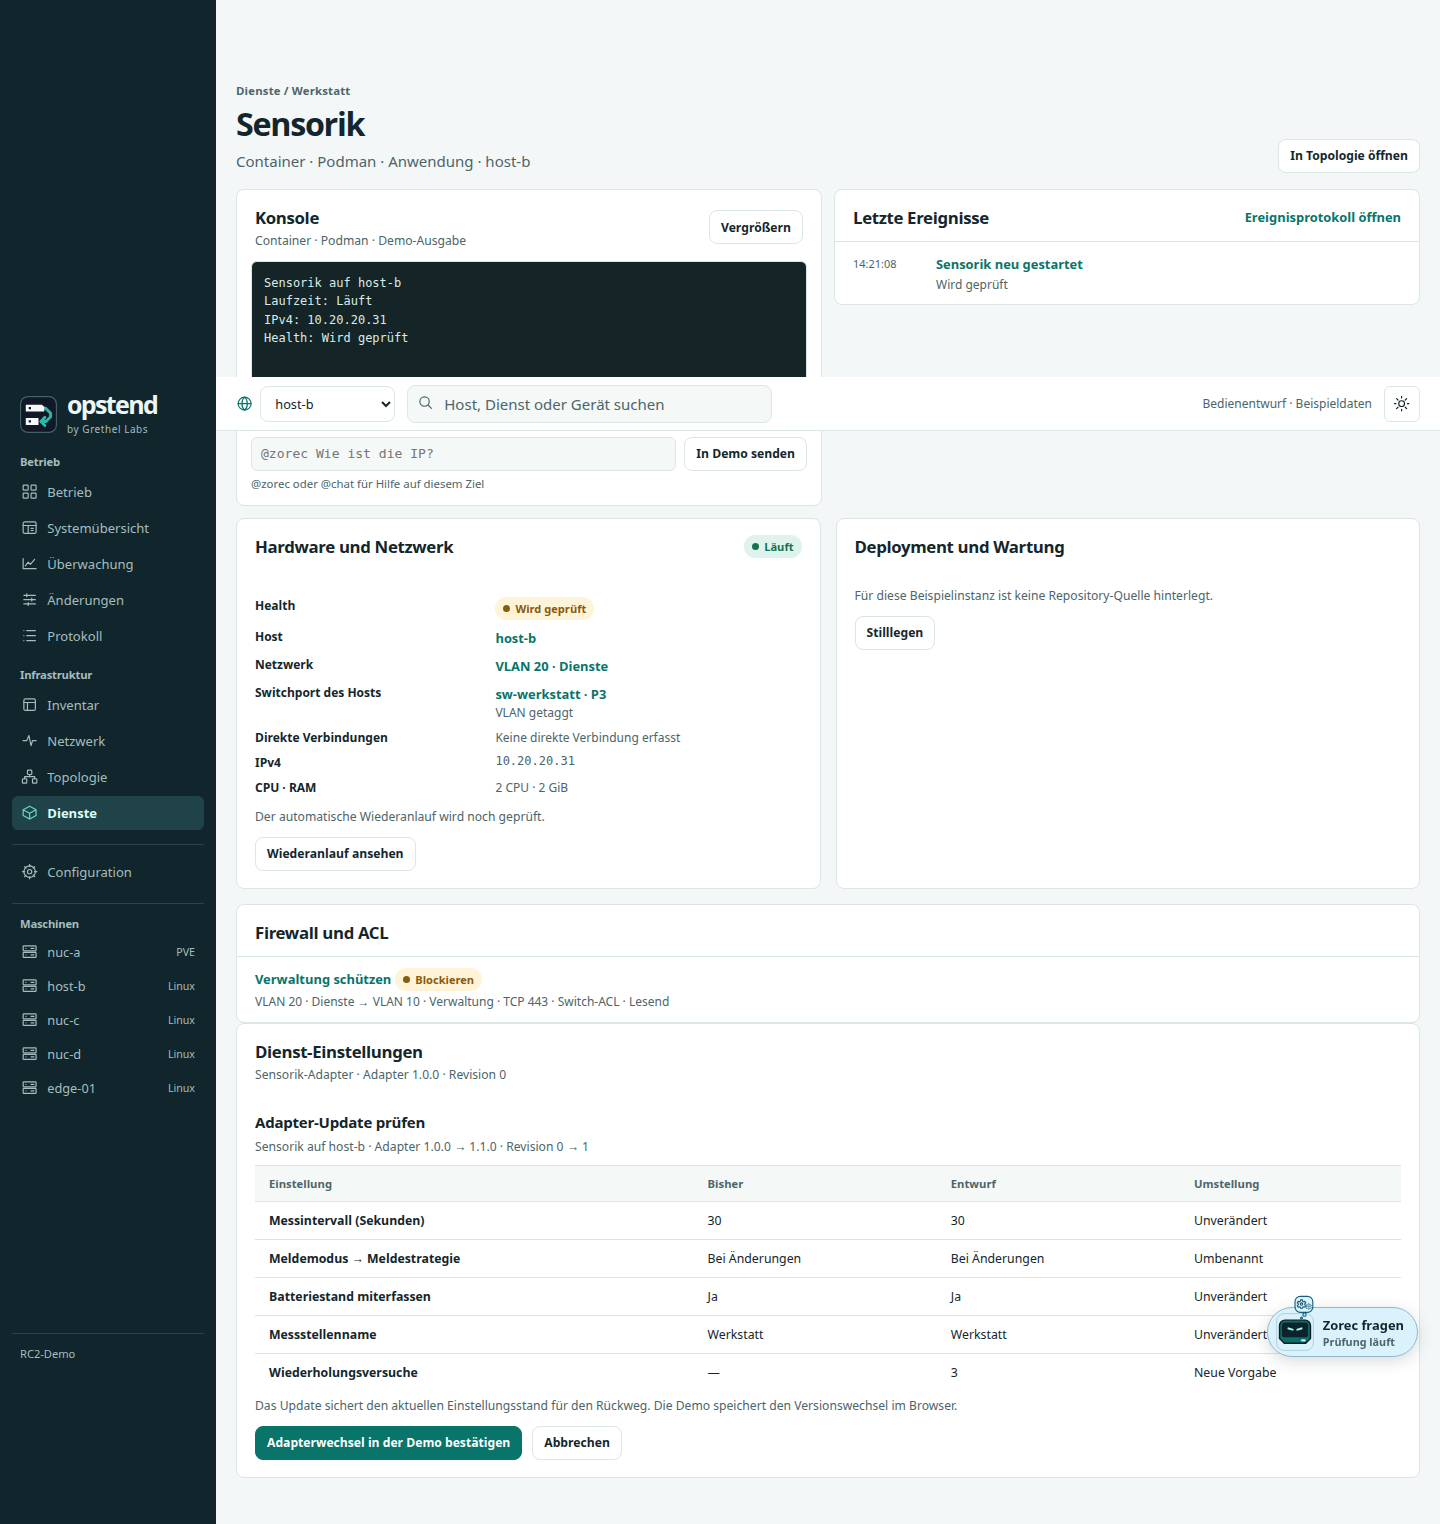 Dienste / Werkstatt
Sensorik
Container · Podman · Anwendung · host-b
In Topologie öffnen
Konsole
Container · Podman · Demo-Ausgabe
Vergrößern
Sensorik auf host-b
Laufzeit: Läuft
IPv4: 10.20.20.31
Health: Wird geprüft
Letzte Ereignisse
Ereignisprotokoll öffnen
14:21:08
Sensorik neu gestartet
Wird geprüft
opstend
by Grethel Labs
host-b
Host, Dienst oder Gerät suchen
Bedienentwurf · Beispieldaten
Betrieb
Betrieb
Systemübersicht
Überwachung
Änderungen
Protokoll
Infrastruktur
Inventar
Netzwerk
Topologie
Dienste
Configuration
Maschinen
nuc-a PVE
host-b Linux
nuc-c Linux
nuc-d Linux
edge-01 Linux
RC2-Demo
@zorec Wie ist die IP?
In Demo senden
@zorec oder @chat für Hilfe auf diesem Ziel
Hardware und Netzwerk
Läuft
Health Wird geprüft
Host host-b
Netzwerk VLAN 20 · Dienste
Switchport des Hosts sw-werkstatt · P3
VLAN getaggt
Direkte Verbindungen Keine direkte Verbindung erfasst
IPv4 10.20.20.31
CPU · RAM 2 CPU · 2 GiB
Der automatische Wiederanlauf wird noch geprüft.
Wiederanlauf ansehen
Deployment und Wartung
Für diese Beispielinstanz ist keine Repository-Quelle hinterlegt.
Stilllegen
Firewall und ACL
Verwaltung schützen Blockieren
VLAN 20 · Dienste → VLAN 10 · Verwaltung · TCP 443 · Switch-ACL · Lesend
Dienst-Einstellungen
Sensorik-Adapter · Adapter 1.0.0 · Revision 0
Adapter-Update prüfen
Sensorik auf host-b · Adapter 1.0.0 → 1.1.0 · Revision 0 → 1
Einstellung Bisher Entwurf Umstellung
Messintervall (Sekunden) 30 30 Unverändert
Meldemodus → Meldestrategie Bei Änderungen Bei Änderungen Umbenannt
Batteriestand miterfassen Ja Ja Unverändert
Messstellenname Werkstatt Werkstatt Unverändert
Wiederholungsversuche — 3 Neue Vorgabe
Zorec fragen
Prüfung läuft
Das Update sichert den aktuellen Einstellungsstand für den Rückweg. Die Demo speichert den Versionswechsel im Browser.
Adapterwechsel in der Demo bestätigen
Abbrechen